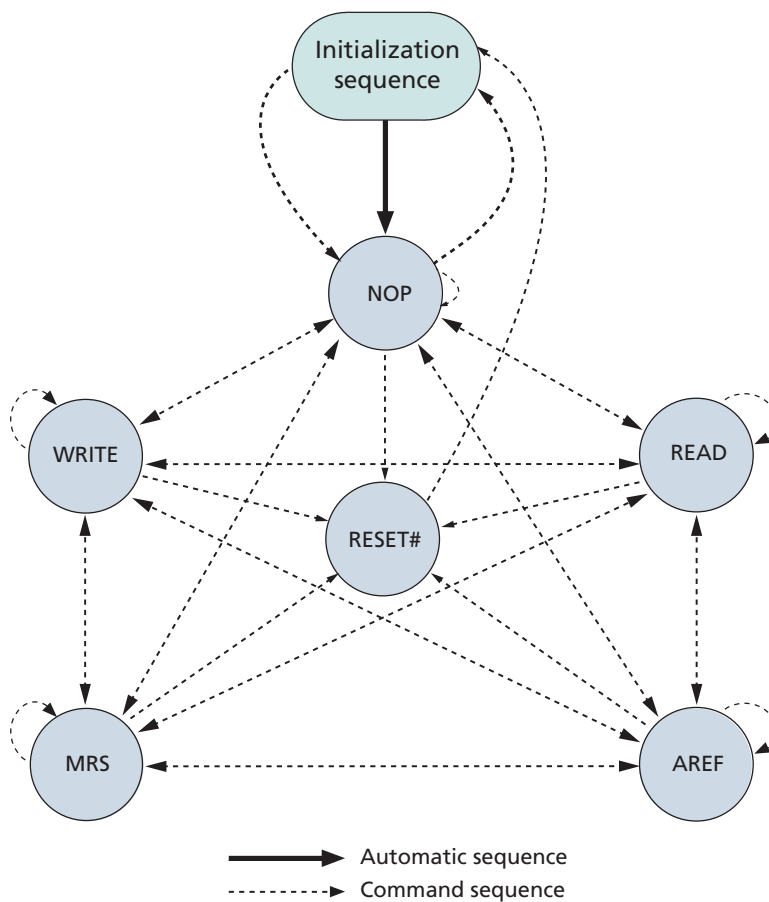 Initialization
sequence
NOP
WRITE
READ
RESET#
MRS
AREF
Automatic sequence
Command sequence